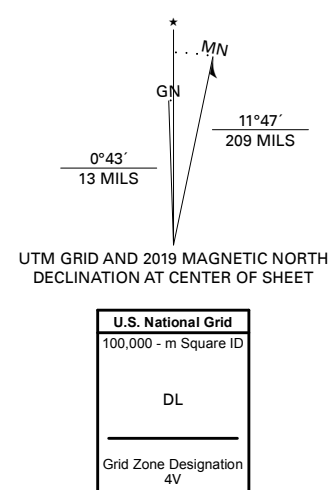 ★
MN
GN
11°47´
209 MILS
0°43´
13 MILS
UTM GRID AND 2019 MAGNETIC NORTH
DECLINATION AT CENTER OF SHEET
U.S. National Grid
100,000 - m Square ID
DL
Grid Zone Designation
4V